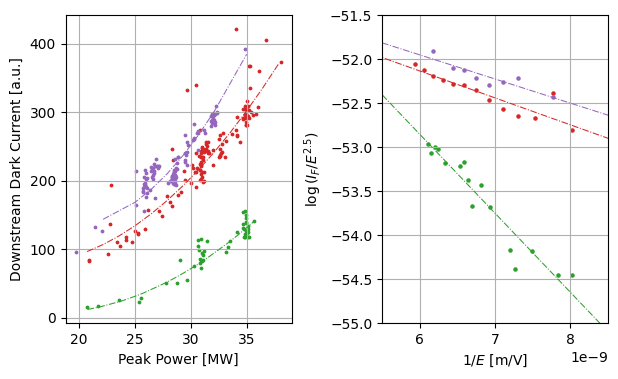 400
300
200
100
0
Downstream Dark Current [a.u.]
20 25 30 35
Peak Power [MW]
−51.5
−52.0
−52.5
−53.0
−53.5
−54.0
−54.5
−55.0
log(I_F/E^2.5)
6 7 8
1e−9
1/E [m/V]